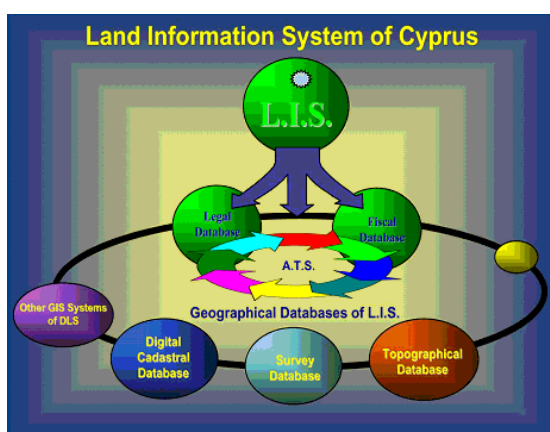 Land Information System of Cyprus
L.I.S.
Legal
Database
Fiscal
Database
A.T.S.
Geographical Databases of L.I.S.
Other GIS Systems
of DLS
Digital
Cadastral
Database
Survey
Database
Topographical
Database